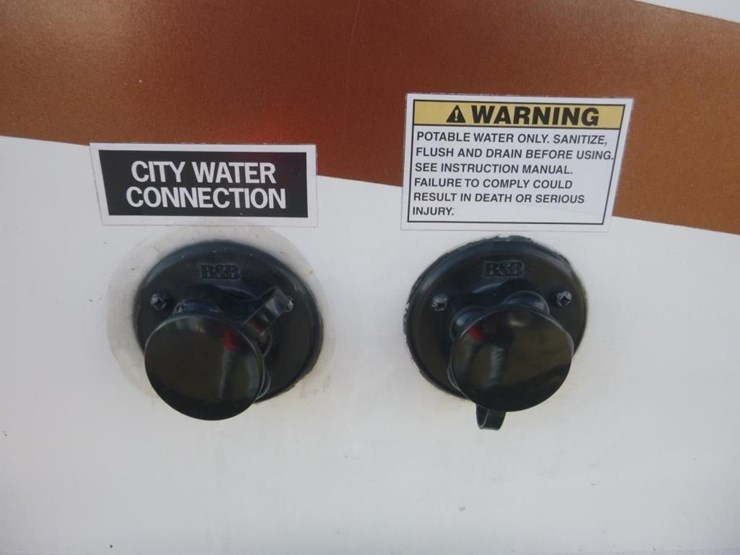 CITY WATER
CONNECTION
WARNING
POTABLE WATER ONLY. SANITIZE,
FLUSH AND DRAIN BEFORE USING.
SEE INSTRUCTION MANUAL.
FAILURE TO COMPLY COULD
RESULT IN DEATH OR SERIOUS
INJURY.
B&B
B&B